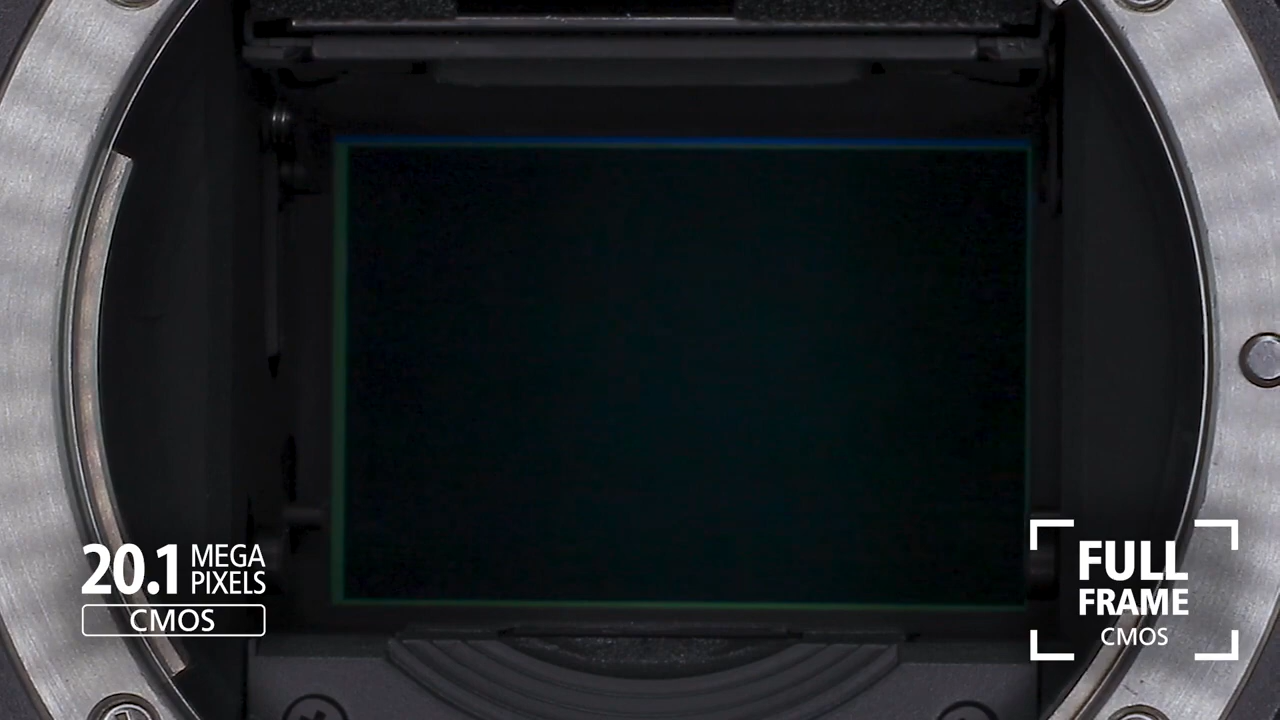 20.1 MEGA
PIXELS
CMOS
FULL
FRAME
CMOS